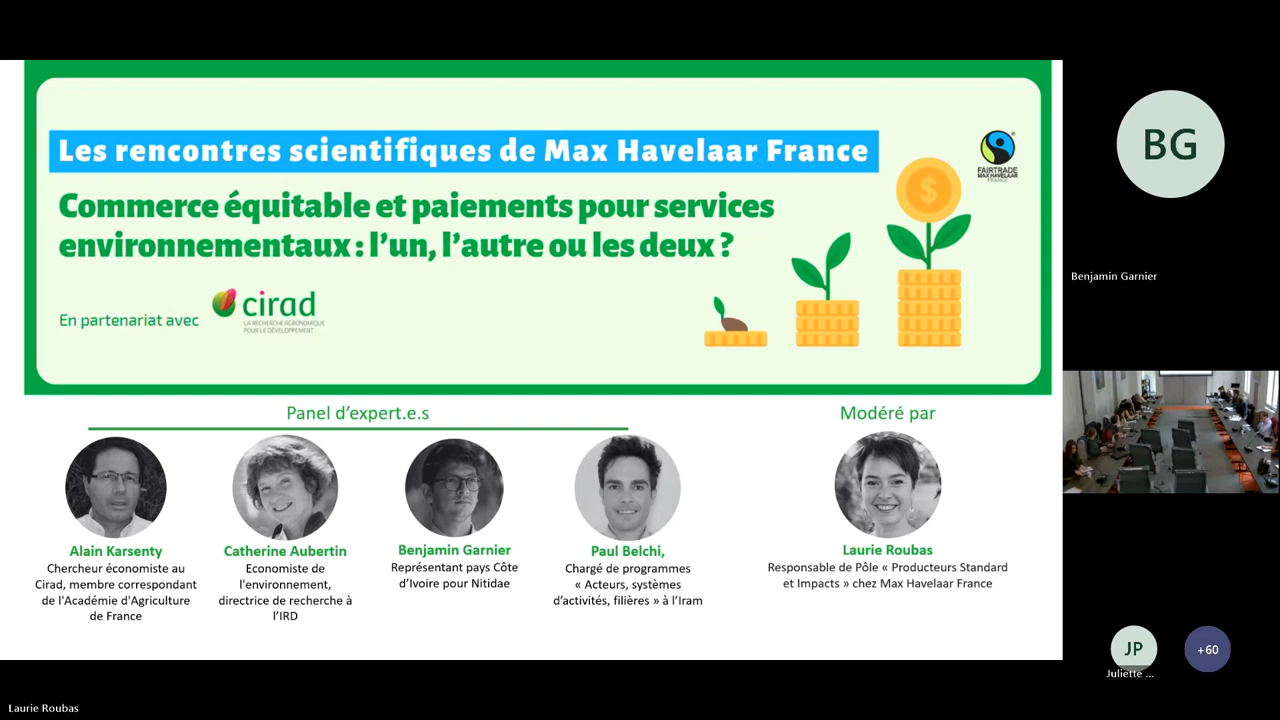 Les rencontres scientifiques de Max Havelaar France
Commerce équitable et paiements pour services
environnementaux : l'un, l'autre ou les deux ?
En partenariat avec
cirad
LA RECHERCHE AGRONOMIQUE
POUR LE DÉVELOPPEMENT
FAIRTRADE
MAX HAVELAAR
FRANCE
$
Panel d'expert.e.s
Modéré par
Alain Karsenty
Chercheur économiste au
Cirad, membre correspondant
de l'Académie d'Agriculture
de France
Catherine Aubertin
Economiste de
l'environnement,
directrice de recherche à
l'IRD
Benjamin Garnier
Représentant pays Côte
d'Ivoire pour Nitidae
Paul Belchi,
Chargé de programmes
« Acteurs, systèmes
d'activités, filières » à l'Iram
Laurie Roubas
Responsable de Pôle « Producteurs Standard
et Impacts » chez Max Havelaar France
BG
Benjamin Garnier
JP
Juliette ...
+60
Laurie Roubas